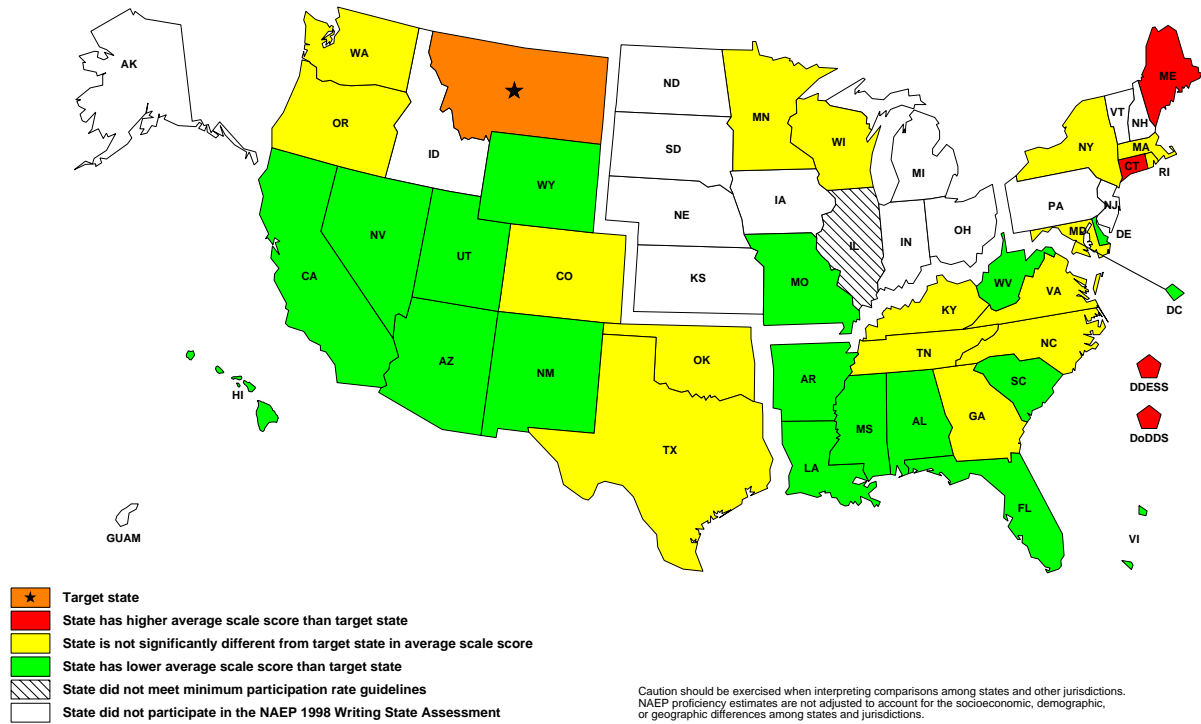 AK
WA
OR
ID
ND
SD
NE
KS
MN
IA
WI
MI
IL
IN
OH
ME
VT
NH
NY
MA
CT
RI
PA
NJ
MD
DE
DC
WY
NV
UT
CA
CO
AZ
NM
MO
WV
VA
KY
NC
TN
OK
AR
SC
MS
AL
GA
TX
LA
FL
HI
DDESS
DoDDS
GUAM
VI
Target state
State has higher average scale score than target state
State is not significantly different from target state in average scale score
State has lower average scale score than target state
State did not meet minimum participation rate guidelines
State did not participate in the NAEP 1998 Writing State Assessment
Caution should be exercised when interpreting comparisons among states and other jurisdictions.
NAEP proficiency estimates are not adjusted to account for the socioeconomic, demographic,
or geographic differences among states and jurisdictions.